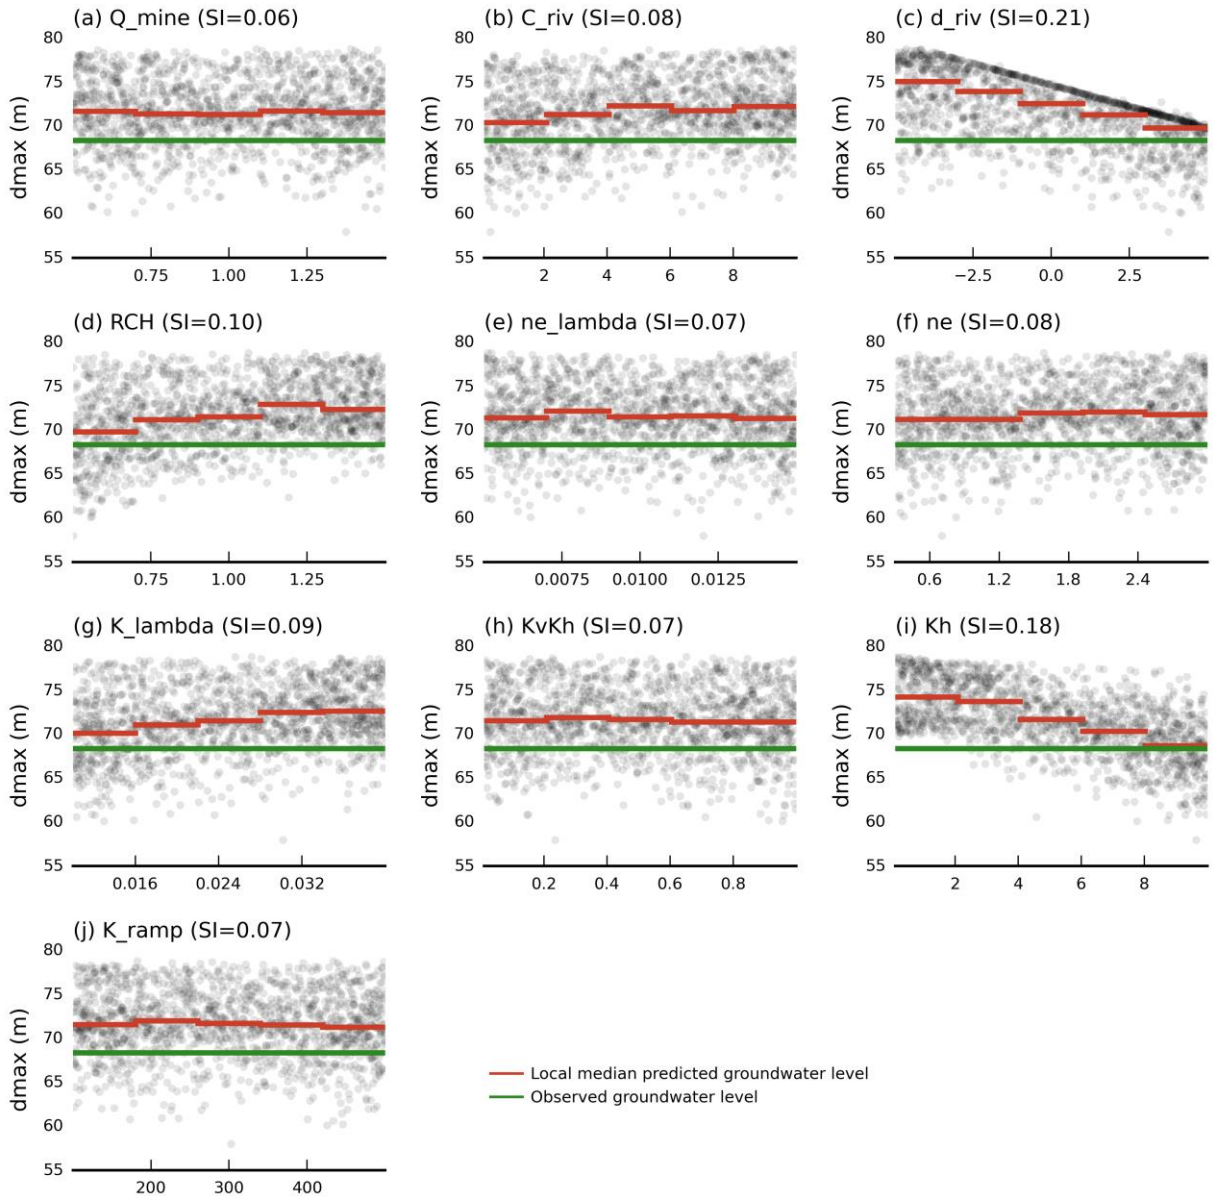 (a) Q_mine (SI=0.06)
(b) C_riv (SI=0.08)
(c) d_riv (SI=0.21)
80
75
70
65
60
55
dmax (m)
0.75 1.00 1.25
80
75
70
65
60
55
dmax (m)
2 4 6 8
80
75
70
65
60
55
dmax (m)
−2.5 0.0 2.5
(d) RCH (SI=0.10)
(e) ne_lambda (SI=0.07)
(f) ne (SI=0.08)
80
75
70
65
60
55
dmax (m)
0.75 1.00 1.25
80
75
70
65
60
55
dmax (m)
0.0075 0.0100 0.0125
80
75
70
65
60
55
dmax (m)
0.6 1.2 1.8 2.4
(g) K_lambda (SI=0.09)
(h) KvKh (SI=0.07)
(i) Kh (SI=0.18)
80
75
70
65
60
55
dmax (m)
0.016 0.024 0.032
80
75
70
65
60
55
dmax (m)
0.2 0.4 0.6 0.8
80
75
70
65
60
55
dmax (m)
2 4 6 8
(j) K_ramp (SI=0.07)
80
75
70
65
60
55
dmax (m)
200 300 400
Local median predicted groundwater level
Observed groundwater level